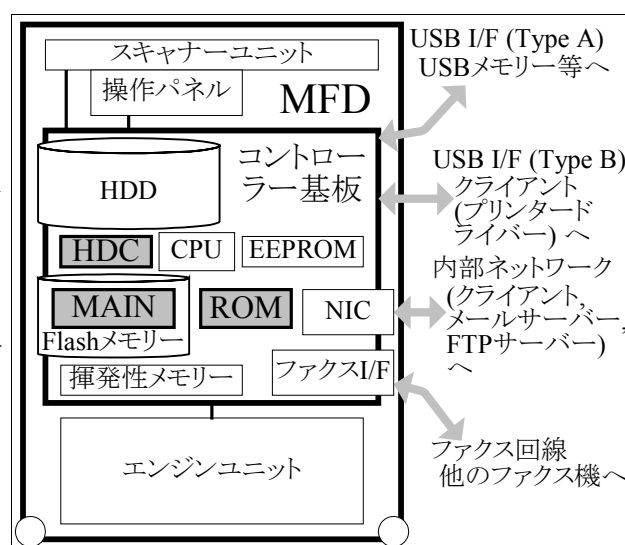 スキャナーユニット
操作パネル
MFD
コントロー
ラー基板
HDD
HDC
CPU
EEPROM
MAIN
Flashメモリー
ROM
NIC
揮発性メモリー
ファクスI/F
エンジンユニット
USB I/F (Type A)
USBメモリー等へ
USB I/F (Type B)
クライアント
(プリンタード
ライバー) へ
内部ネットワーク
(クライアント,
メールサーバー,
FTPサーバー)
へ
ファクス回線
他のファクス機へ